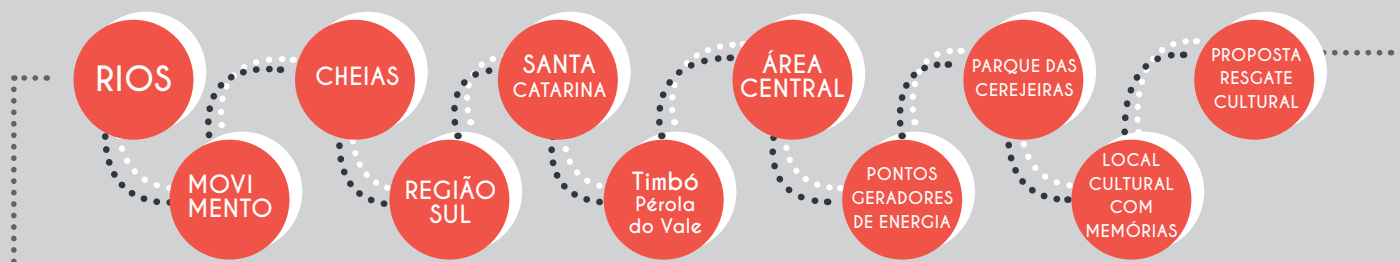 RIOS
MOVI
MENTO
CHEIAS
REGIÃO
SUL
SANTA
CATARINA
Timbó
Pérola
do Vale
ÁREA
CENTRAL
PONTOS
GERADORES
DE ENERGIA
PARQUE DAS
CEREJEIRAS
LOCAL
CULTURAL
COM
MEMÓRIAS
PROPOSTA
RESGATE
CULTURAL